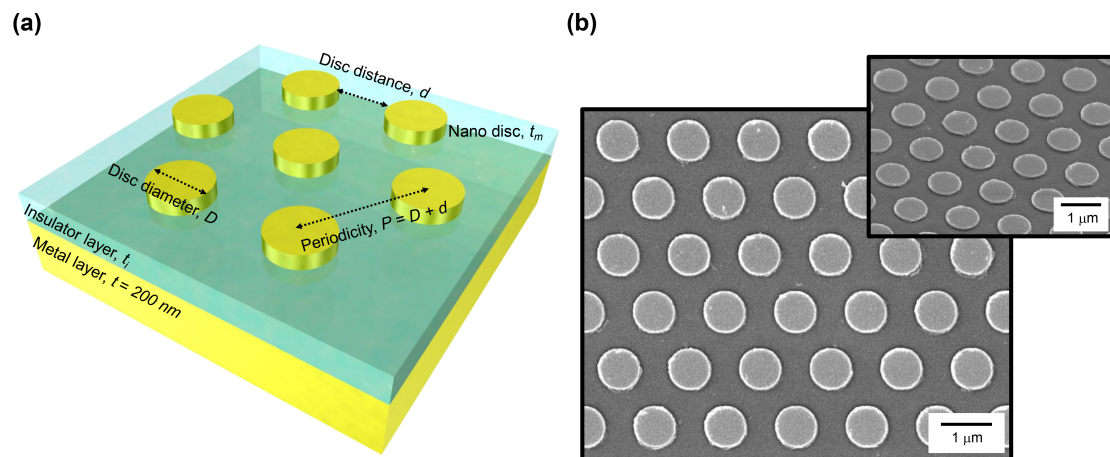 (a)
Disc distance, d
Nano disc, tm
Disc diameter, D
Periodicity, P = D + d
Insulator layer, ti
Metal layer, t = 200 nm
(b)
1 μm
1 μm